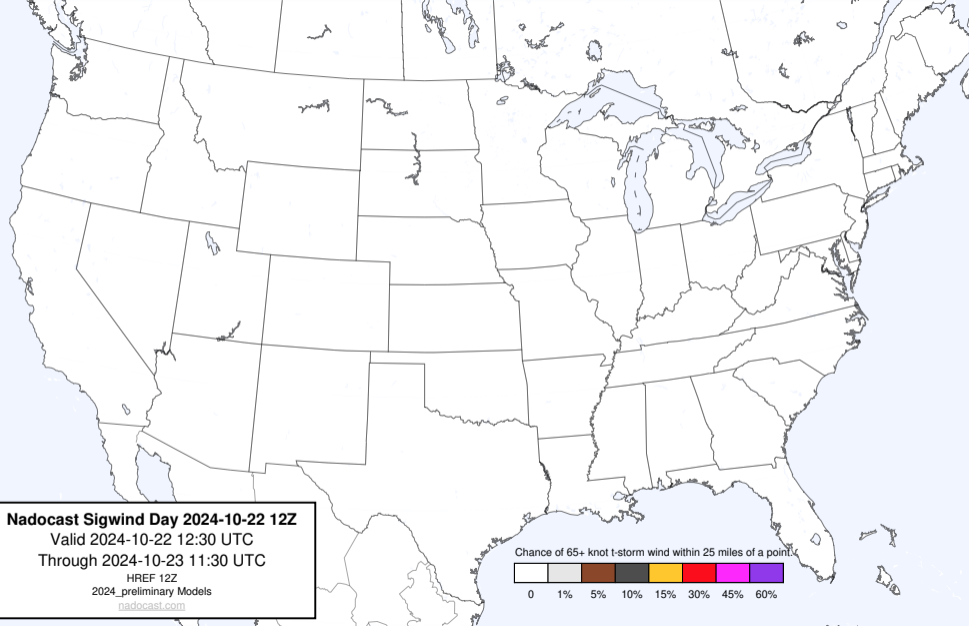 Nadocast Sigwind Day 2024-10-22 12Z
Valid 2024-10-22 12:30 UTC
Through 2024-10-23 11:30 UTC
HREF 12Z
2024_preliminary Models
nadocast.com
Chance of 65+ knot t-storm wind within 25 miles of a point.
0 1% 5% 10% 15% 30% 45% 60%